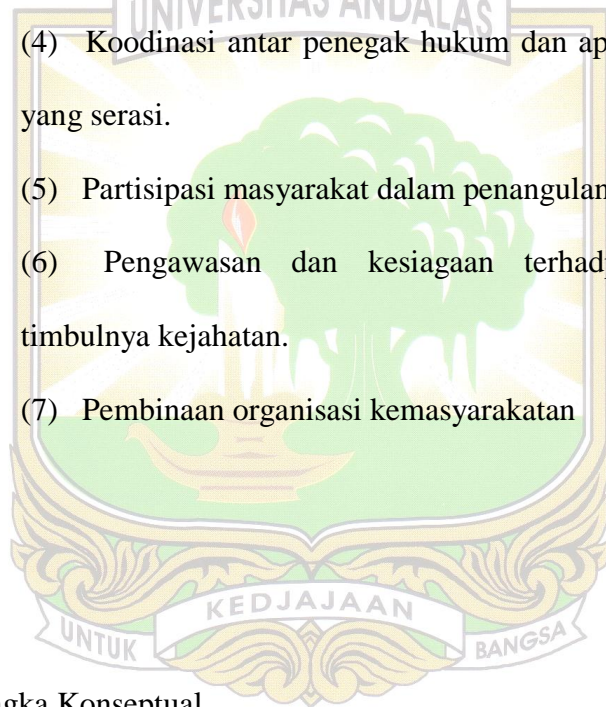 UNIVERSITAS ANDALAS
(4) Koodinasi antar penegak hukum dan ap
yang serasi.
(5) Partisipasi masyarakat dalam penangulan
(6) Pengawasan dan kesiagaan terhadp
timbulnya kejahatan.
(7) Pembinaan organisasi kemasyarakatan
UNTUK KEDJAJAAN BANGSA
gka Konseptual